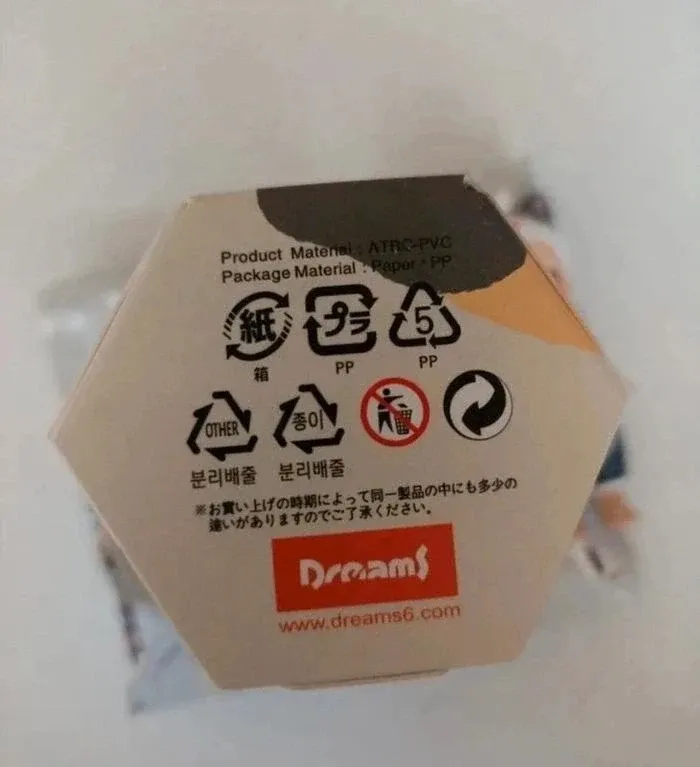 Product Material : ATBC-PVC
Package Material : Paper・PP
紙 プラ 5
箱 PP PP
OTHER 종이
분리배출 분리배출
※お買い上げの時期によって同一製品の中にも多少の
違いがありますのでご了承ください。
Dreams
www.dreams6.com